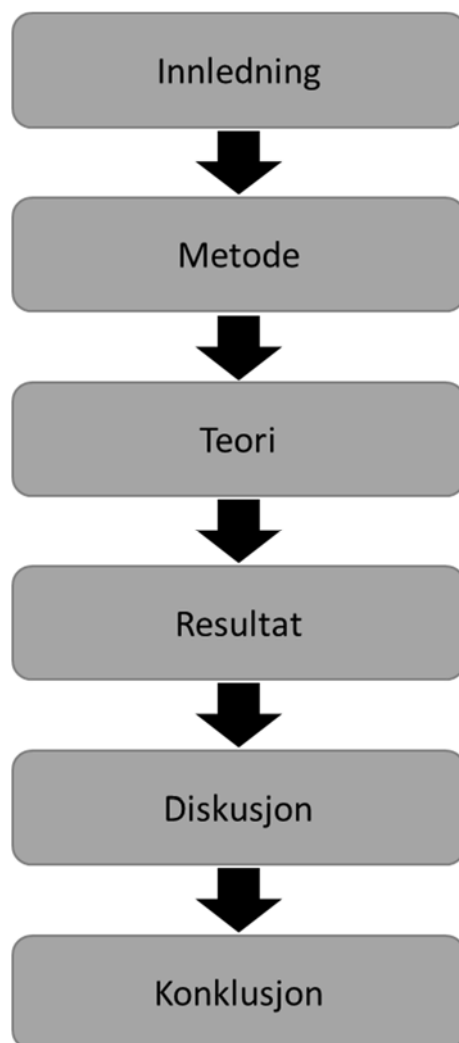 Innledning
Metode
Teori
Resultat
Diskusjon
Konklusjon